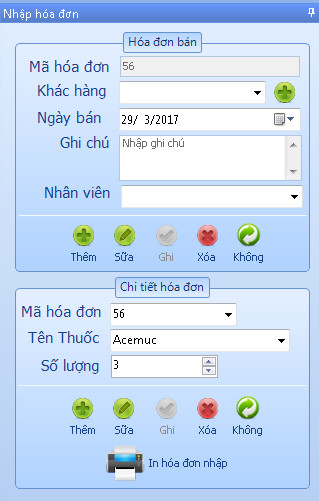 Nhập hóa đơn
Hóa đơn bán
Mã hóa đơn 56
Khác hàng
Ngày bán 29/ 3/2017
Ghi chú Nhập ghi chú
Nhân viên
Thêm Sữa Ghi Xóa Không
Chi tiết hóa đơn
Mã hóa đơn 56
Tên Thuốc Acemuc
Số lượng 3
Thêm Sữa Ghi Xóa Không
In hóa đơn nhập